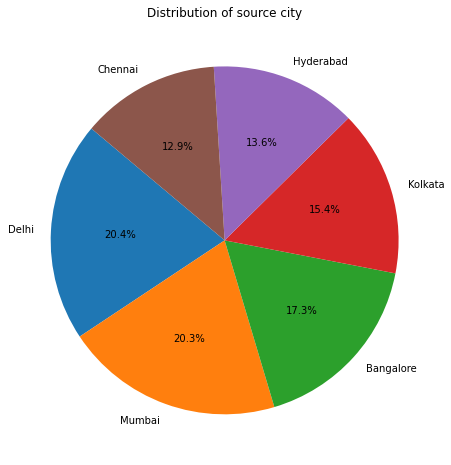 Distribution of source city
Hyderabad
Chennai
13.6%
12.9%
Kolkata
15.4%
Delhi
20.4%
17.3%
20.3%
Bangalore
Mumbai